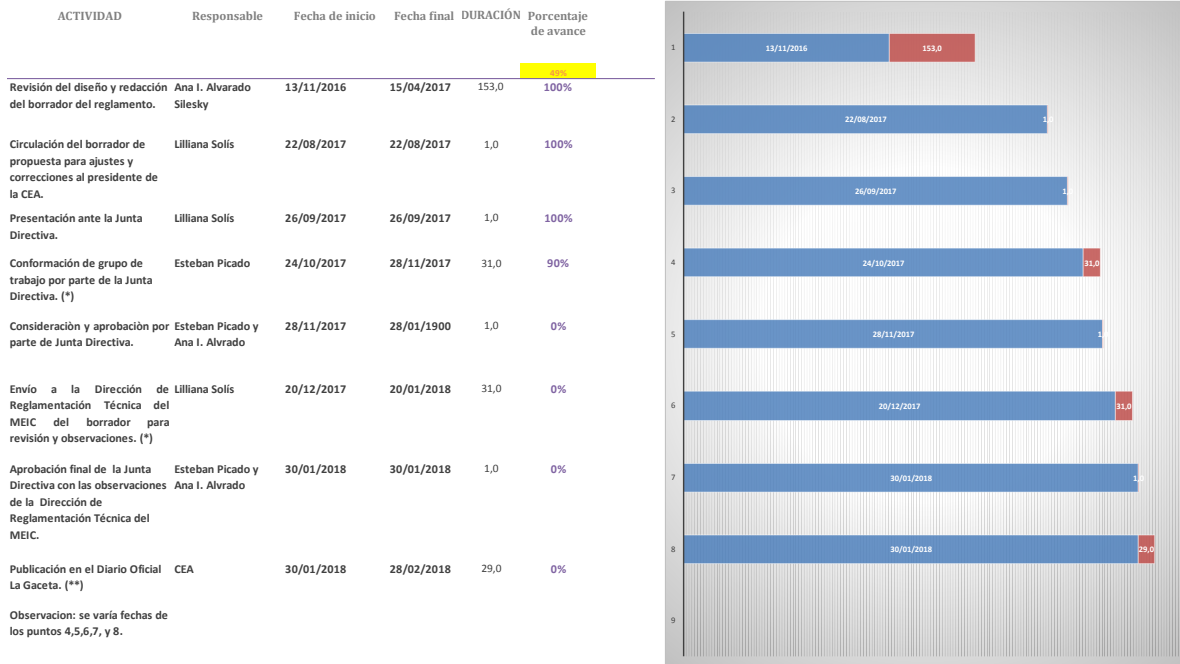 ACTIVIDAD Responsable Fecha de inicio Fecha final DURACIÓN Porcentaje
de avance
49%
Revisión del diseño y redacción Ana I. Alvarado 13/11/2016 15/04/2017 153,0 100%
del borrador del reglamento. Silesky
Circulación del borrador de Lilliana Solís 22/08/2017 22/08/2017 1,0 100%
propuesta para ajustes y
correcciones al presidente de
la CEA.
Presentación ante la Junta Lilliana Solís 26/09/2017 26/09/2017 1,0 100%
Directiva.
Conformación de grupo de Esteban Picado 24/10/2017 28/11/2017 31,0 90%
trabajo por parte de la Junta
Directiva. (*)
Consideraciòn y aprobaciòn por Esteban Picado y 28/11/2017 28/01/1900 1,0 0%
parte de Junta Directiva. Ana I. Alvrado
Envío a la Dirección de Lilliana Solís 20/12/2017 20/01/2018 31,0 0%
Reglamentación Técnica del
MEIC del borrador para
revisión y observaciones. (*)
Aprobación final de la Junta Esteban Picado y 30/01/2018 30/01/2018 1,0 0%
Directiva con las observaciones Ana I. Alvrado
de la Dirección de
Reglamentación Técnica del
MEIC.
Publicación en el Diario Oficial CEA 30/01/2018 28/02/2018 29,0 0%
La Gaceta. (**)
Observacion: se varía fechas de
los puntos 4,5,6,7, y 8.
1 13/11/2016 153,0
2 22/08/2017
3 26/09/2017
4 24/10/2017 31,0
5 28/11/2017
6 20/12/2017 31,0
7 30/01/2018
8 30/01/2018 29,0
9